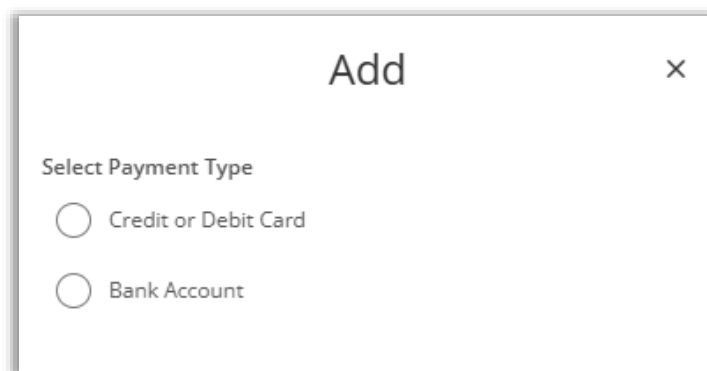 Add
×
Select Payment Type
Credit or Debit Card
Bank Account